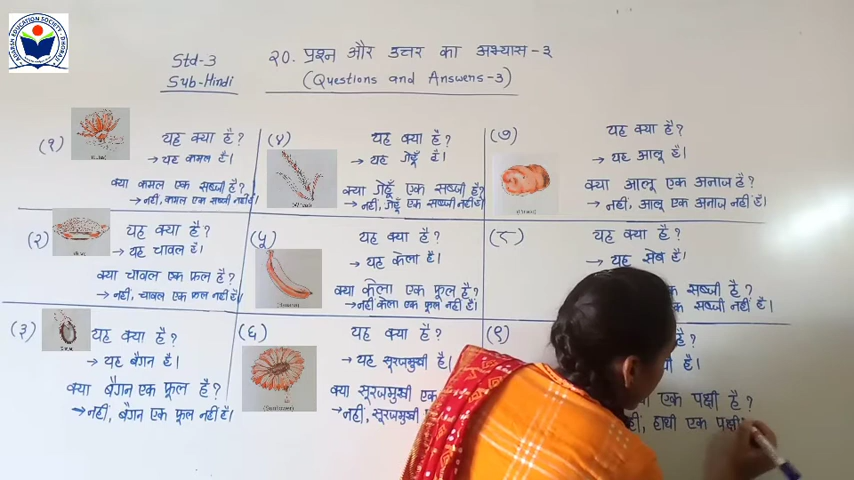 ADARSH EDUCATION SOCIETY
DHORAJI
Std-3
Sub-Hindi
२०. प्रश्न और उत्तर का अभ्यास-३
(Questions and Answers-3)
(१)
यह क्या है?
→ यह कमल है।
क्या कमल एक सब्जी है?
→ नहीं, कमल एक सब्जी नहीं है।
(२)
यह क्या है?
→ यह चावल है।
क्या चावल एक फल है?
→ नहीं, चावल एक फल नहीं है।
(३)
यह क्या है?
→ यह बैगन है।
क्या बैगन एक फूल है?
→ नहीं, बैगन एक फूल नहीं है।
(४)
यह क्या है?
→ यह गेहूँ है।
क्या गेहूँ एक सब्जी है?
→ नहीं, गेहूँ एक सब्जी नहीं है।
(५)
यह क्या है?
→ यह केला है।
क्या केला एक फूल है?
→ नहीं केला एक फूल नहीं है।
(६)
यह क्या है?
→ यह सूरजमुखी है।
क्या सूरजमुखी एक
→ नहीं, सूरजमुखी
(७)
यह क्या है?
→ यह आलू है।
क्या आलू एक अनाज है?
→ नहीं, आलू एक अनाज नहीं है।
(८)
यह क्या है?
→ यह सेब है।
सब्जी है?
सब्जी नहीं है।
(९)
है?
है।
एक पक्षी है?
हाथी एक पक्षी